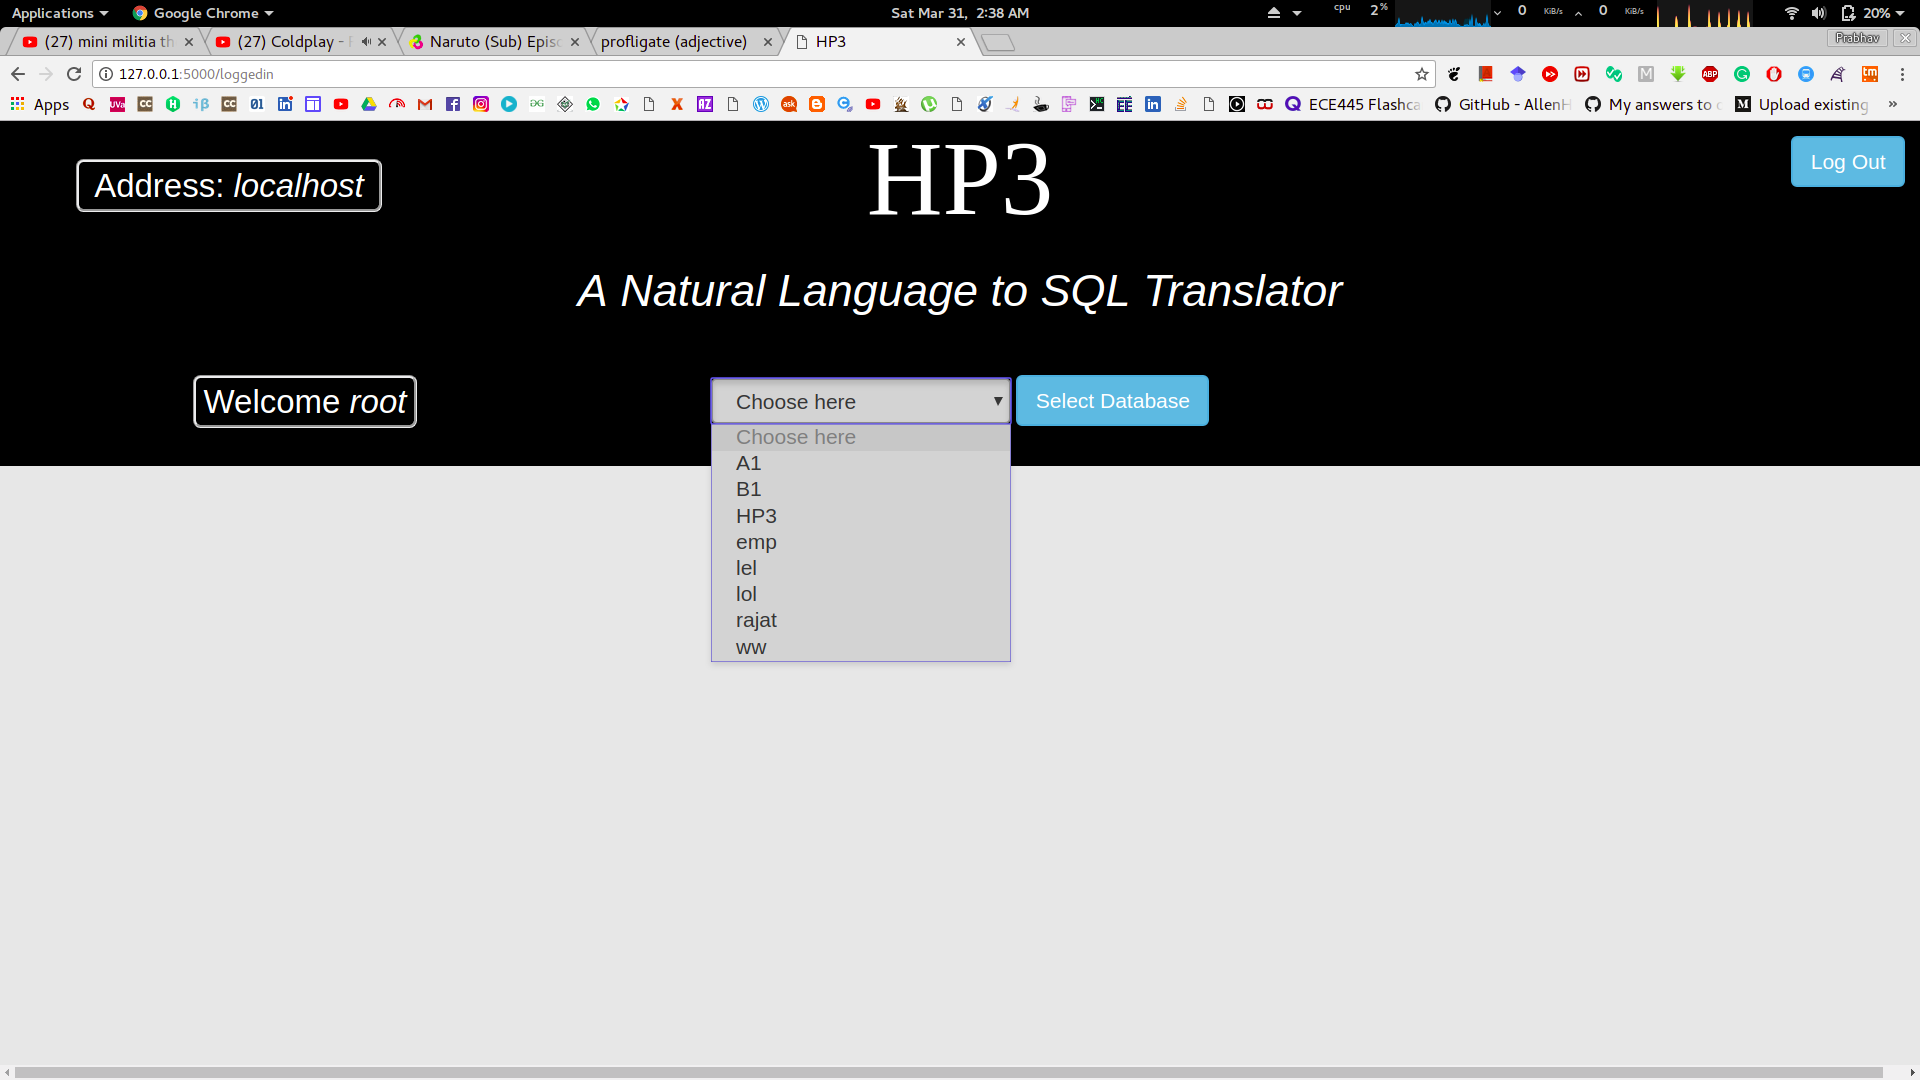 Applications Google Chrome Sat Mar 31, 2:38 AM cpu 2% 0 KiB/s 0 KiB/s 20%
(27) mini militia th (27) Coldplay - Naruto (Sub) Epis profligate (adjective) HP3 Prabhav
127.0.0.1:5000/loggedin
Apps ECE445 Flashca GitHub - AllenH My answers to Upload existing »
HP3
Log Out
Address: localhost
A Natural Language to SQL Translator
Welcome root
Choose here
Select Database
Choose here
A1
B1
HP3
emp
lel
lol
rajat
ww